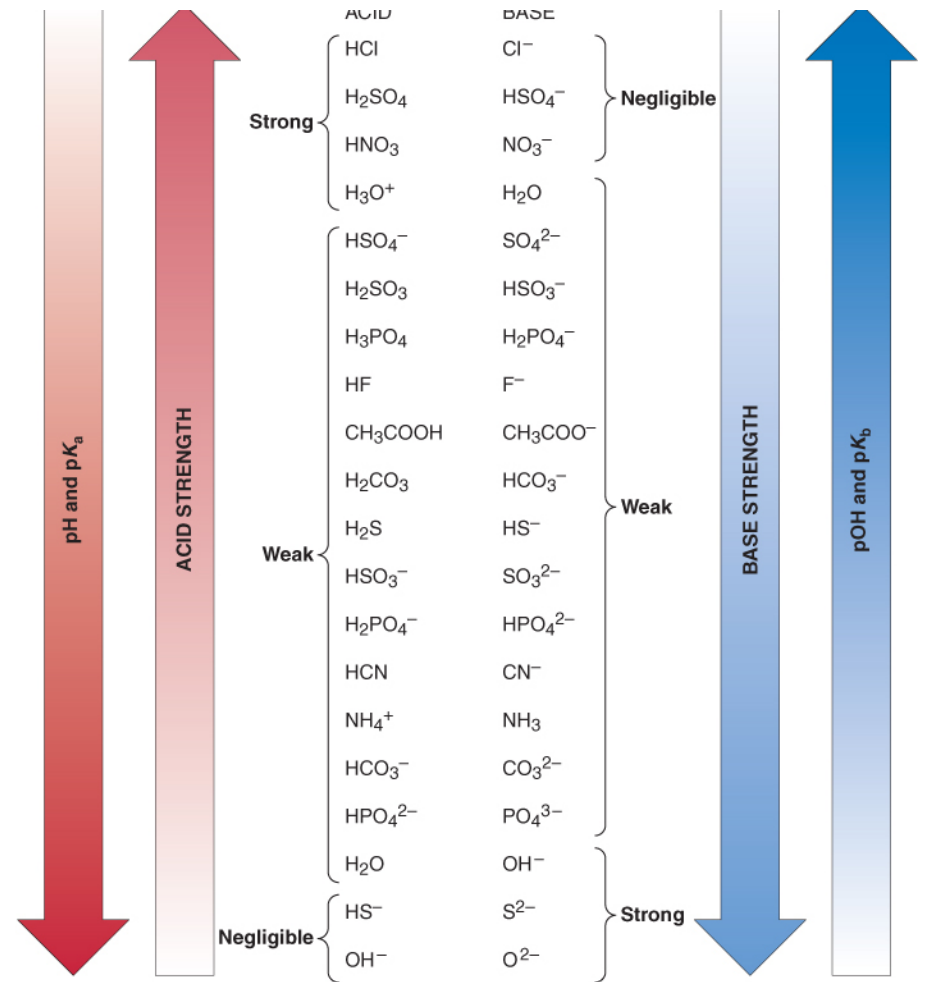 ACID BASE
HCl Cl⁻
H₂SO₄ HSO₄⁻ Negligible
Strong
HNO₃ NO₃⁻
H₃O⁺ H₂O
HSO₄⁻ SO₄²⁻
H₂SO₃ HSO₃⁻
H₃PO₄ H₂PO₄⁻
HF F⁻
CH₃COOH CH₃COO⁻
H₂CO₃ HCO₃⁻
Weak
H₂S HS⁻
Weak
HSO₃⁻ SO₃²⁻
H₂PO₄⁻ HPO₄²⁻
HCN CN⁻
NH₄⁺ NH₃
HCO₃⁻ CO₃²⁻
HPO₄²⁻ PO₄³⁻
H₂O OH⁻
HS⁻ S²⁻ Strong
Negligible
OH⁻ O²⁻
pH and pKa
ACID STRENGTH
BASE STRENGTH
pOH and pKb